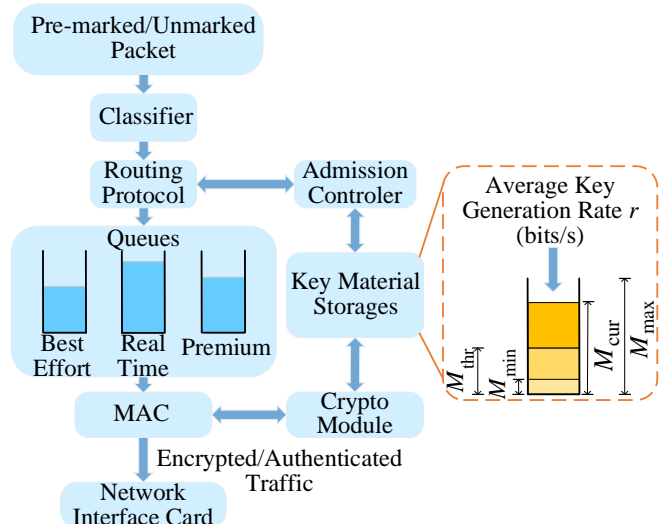 Pre-marked/Unmarked
Packet
Classifier
Routing
Protocol
Admission
Controler
Queues
Best
Effort
Real
Time
Premium
Key Material
Storages
MAC
Crypto
Module
Encrypted/Authenticated
Traffic
Network
Interface Card
Average Key
Generation Rate r
(bits/s)
M_thr
M_min
M_cur
M_max